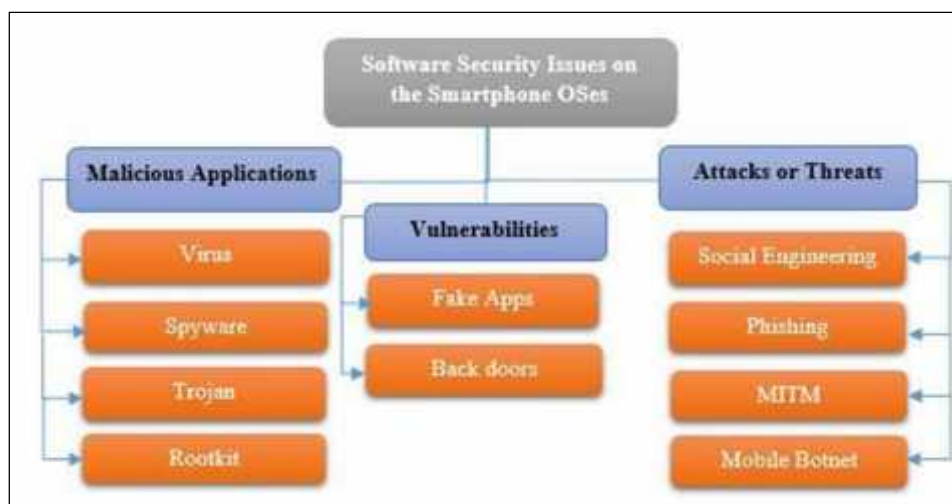 Software Security Issues on
the Smartphone OSes
Malicious Applications
Virus
Spyware
Trojan
Rootkit
Vulnerabilities
Fake Apps
Back doors
Attacks or Threats
Social Engineering
Phishing
MITM
Mobile Botnet